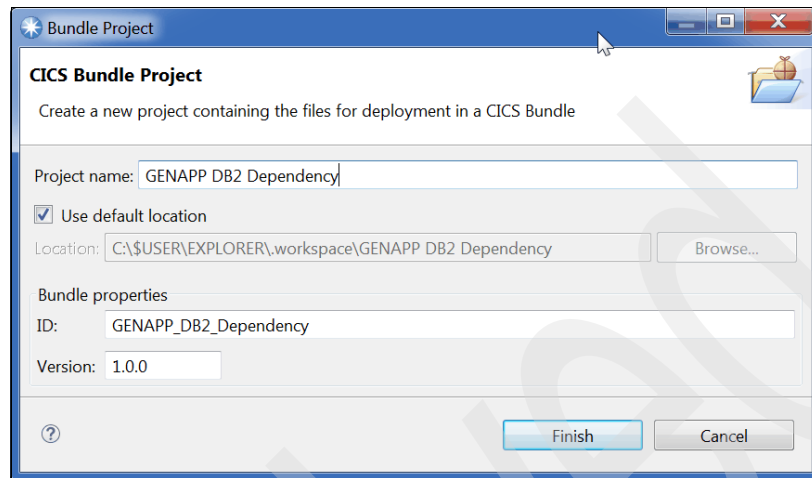 Bundle Project
CICS Bundle Project
Create a new project containing the files for deployment in a CICS Bundle
Project name: GENAPP DB2 Dependency
Use default location
Location: C:\$USER\EXPLORER\.workspace\GENAPP DB2 Dependency Browse...
Bundle properties
ID: GENAPP_DB2_Dependency
Version: 1.0.0
? Finish Cancel